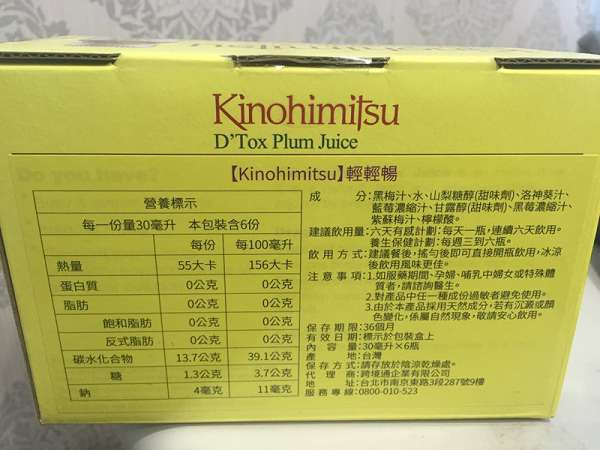 Kinohimitsu
D'Tox Plum Juice
【Kinohimitsu】輕輕暢
營養標示
每一份量30毫升 本包裝含6份
每份 每100毫升
熱量 55大卡 156大卡
蛋白質 0公克 0公克
脂肪 0公克 0公克
飽和脂肪 0公克 0公克
反式脂肪 0公克 0公克
碳水化合物 13.7公克 39.1公克
糖 1.3公克 3.7公克
鈉 4毫克 11毫克
成 分:黑梅汁、水、山梨糖醇(甜味劑)、洛神葵汁、
藍莓濃縮汁、甘露醇(甜味劑)、黑莓濃縮汁、
紫蘇梅汁、檸檬酸。
建議飲用量:六天有感計劃:每天一瓶,連續六天飲用。
養生保健計劃:每週三到六瓶。
飲用方式:建議餐後,搖勻後即可直接開瓶飲用,冰涼
後飲用風味更佳。
注意事項:1.如服藥期間、孕婦、哺乳中婦女或特殊體
質者,請諮詢醫生。
2.對產品中任一種成份過敏者避免使用。
3.由於本產品採用天然成分,若有沉澱或顏
色變化,係屬自然現象,敬請安心飲用。
保存期限:36個月
有效日期:標示於包裝盒上
內容量:30毫升×6瓶
產 地:台灣
保存方式:請存放於陰涼乾燥處。
代理商:跨境通企業有限公司
地 址:台北市南京東路3段287號9樓
服務專線:0800-010-523